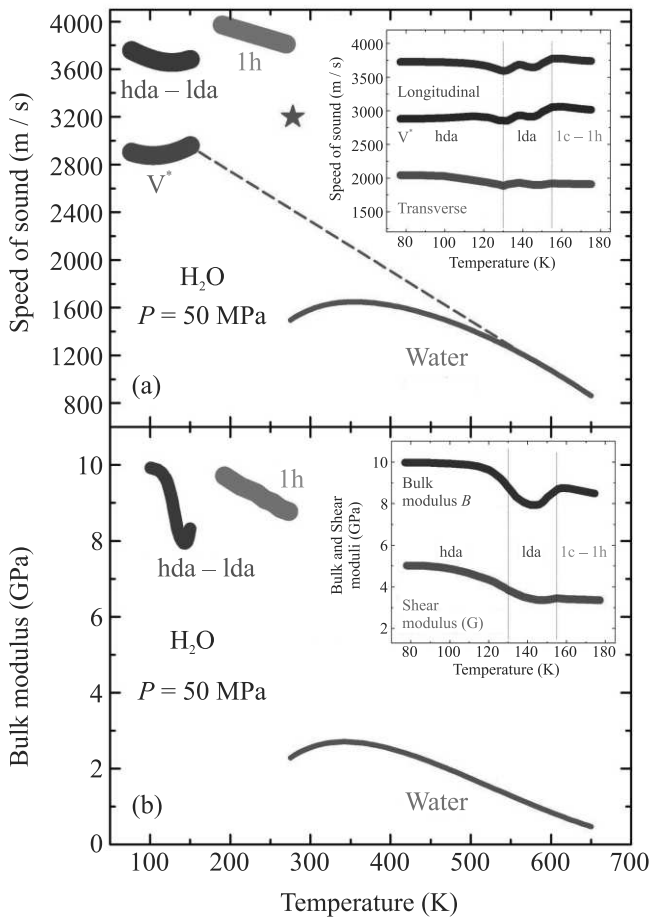 (a)
Speed of sound (m / s)
4000
3600
3200
2800
2400
2000
1600
1200
800
hda – lda
1h
V*
H2O
P = 50 MPa
Water
Speed of sound (m / s)
4000
3500
3000
2500
2000
1500
Longitudinal
V*
hda
lda
1c – 1h
Transverse
80
100
120
140
160
180
Temperature (K)
(b)
Bulk modulus (GPa)
10
8
6
4
2
0
hda – lda
1h
H2O
P = 50 MPa
Water
Bulk and Shear
moduli (GPa)
10
8
6
4
2
Bulk
modulus B
hda
lda
1c – 1h
Shear
modulus (G)
80
100
120
140
160
180
Temperature (K)
100
200
300
400
500
600
700
Temperature (K)